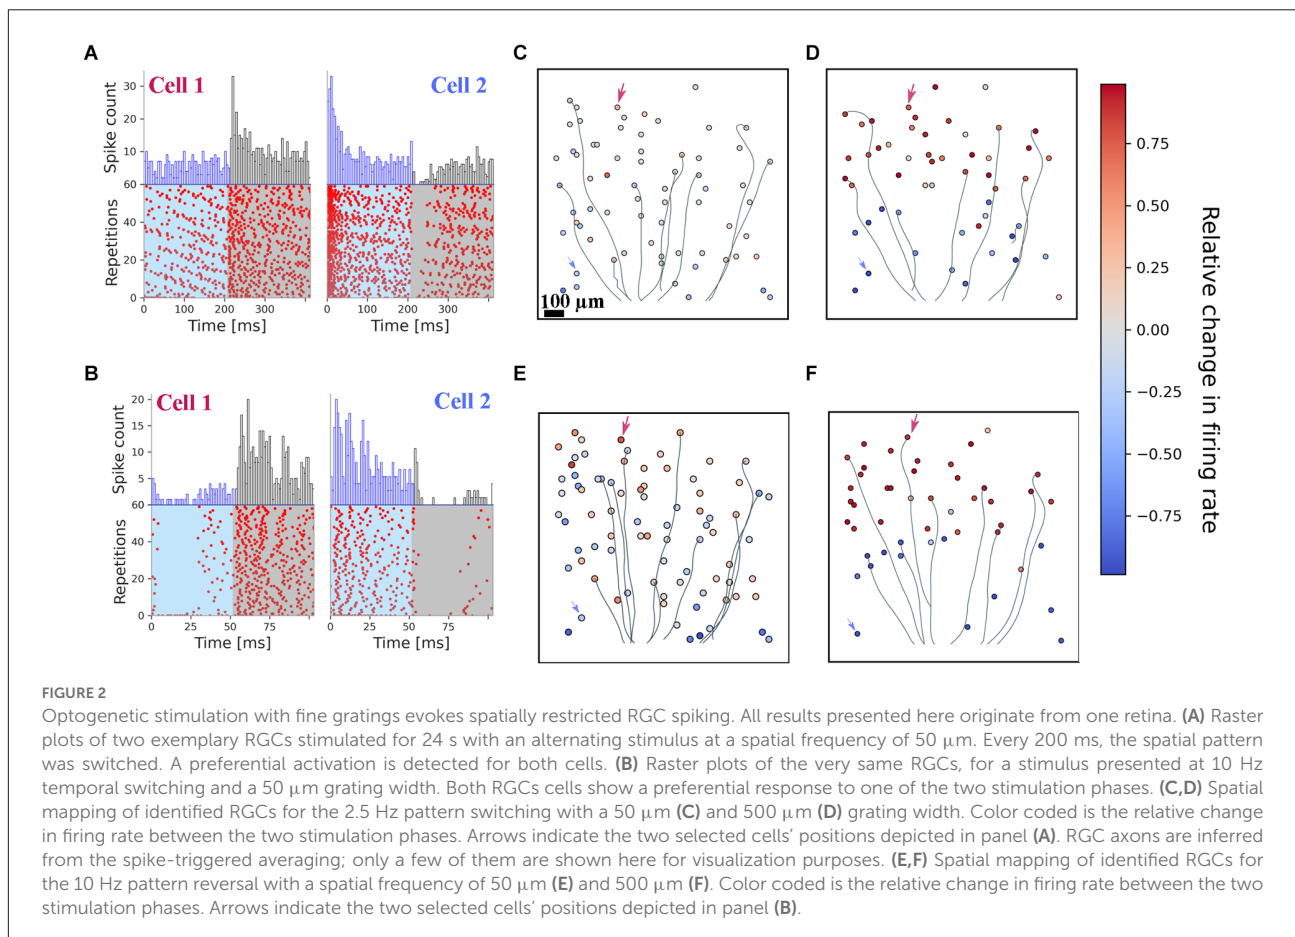 A
Cell 1
Cell 2
Spike count
30
20
10
60
Repetitions
40
20
0
0 100 200 300
0 100 200 300
Time [ms]
Time [ms]
B
Cell 1
Cell 2
Spike count
20
15
10
5
60
Repetitions
40
20
0
0 25 50 75
0 25 50 75
Time [ms]
Time [ms]
C
100 µm
D
E
F
0.75
0.50
0.25
0.00
−0.25
−0.50
−0.75
Relative change in firing rate
FIGURE 2
Optogenetic stimulation with fine gratings evokes spatially restricted RGC spiking. All results presented here originate from one retina. (A) Raster
plots of two exemplary RGCs stimulated for 24 s with an alternating stimulus at a spatial frequency of 50 µm. Every 200 ms, the spatial pattern
was switched. A preferential activation is detected for both cells. (B) Raster plots of the very same RGCs, for a stimulus presented at 10 Hz
temporal switching and a 50 µm grating width. Both RGCs cells show a preferential response to one of the two stimulation phases. (C,D) Spatial
mapping of identified RGCs for the 2.5 Hz pattern switching with a 50 µm (C) and 500 µm (D) grating width. Color coded is the relative change
in firing rate between the two stimulation phases. Arrows indicate the two selected cells' positions depicted in panel (A). RGC axons are inferred
from the spike-triggered averaging; only a few of them are shown here for visualization purposes. (E,F) Spatial mapping of identified RGCs for
the 10 Hz pattern reversal with a spatial frequency of 50 µm (E) and 500 µm (F). Color coded is the relative change in firing rate between the two
stimulation phases. Arrows indicate the two selected cells' positions depicted in panel (B).